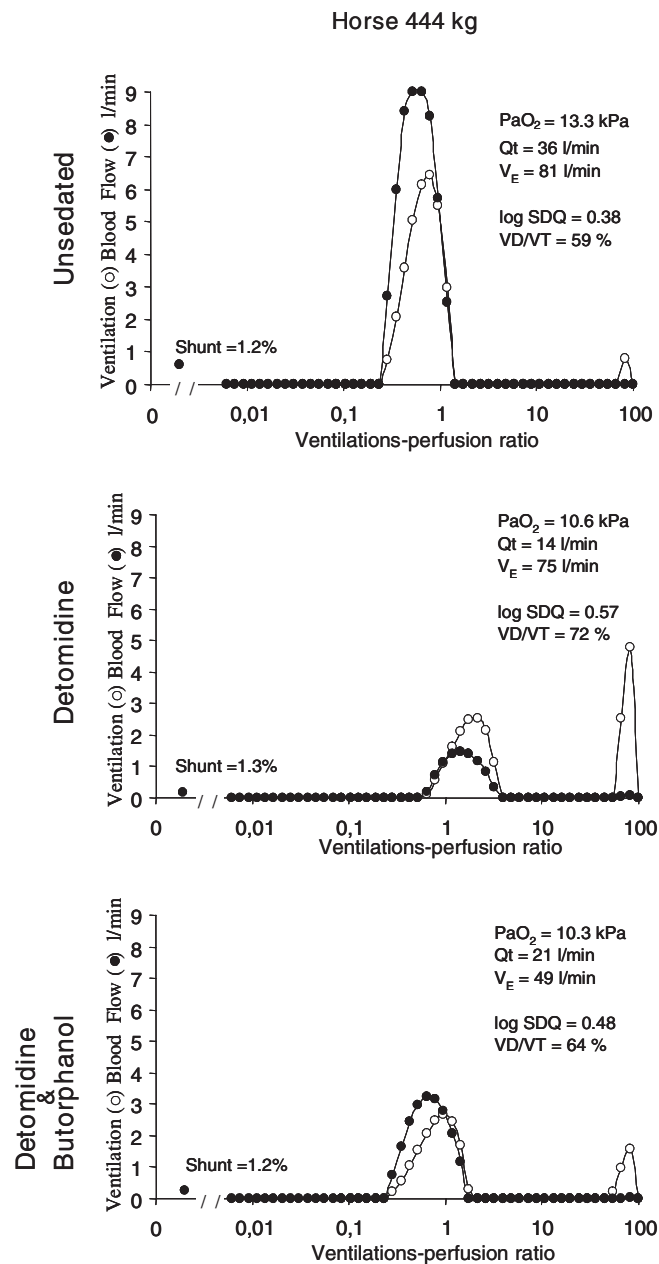 Horse 444 kg
Unsedated
Ventilation (○) Blood Flow (●) l/min
9
8
7
6
5
4
3
2
1
0
PaO2 = 13.3 kPa
Qt = 36 l/min
VE = 81 l/min
log SDQ = 0.38
VD/VT = 59 %
Shunt =1.2%
0 0,01 0,1 1 10 100
Ventilations-perfusion ratio
Detomidine
Ventilation (○) Blood Flow (●) l/min
9
8
7
6
5
4
3
2
1
0
PaO2 = 10.6 kPa
Qt = 14 l/min
VE = 75 l/min
log SDQ = 0.57
VD/VT = 72 %
Shunt =1.3%
0 0,01 0,1 1 10 100
Ventilations-perfusion ratio
Detomidine
&
Butorphanol
Ventilation (○) Blood Flow (●) l/min
9
8
7
6
5
4
3
2
1
0
PaO2 = 10.3 kPa
Qt = 21 l/min
VE = 49 l/min
log SDQ = 0.48
VD/VT = 64 %
Shunt =1.2%
0 0,01 0,1 1 10 100
Ventilations-perfusion ratio